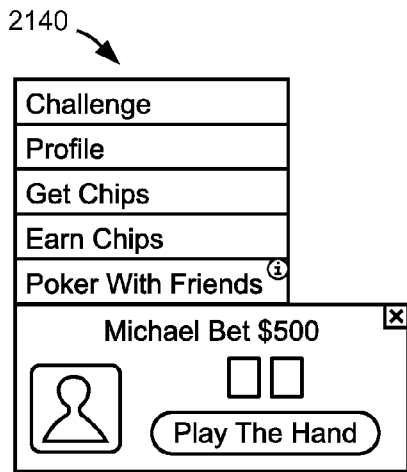 2140
Challenge
Profile
Get Chips
Earn Chips
Poker With Friends i
Michael Bet $500
Play The Hand